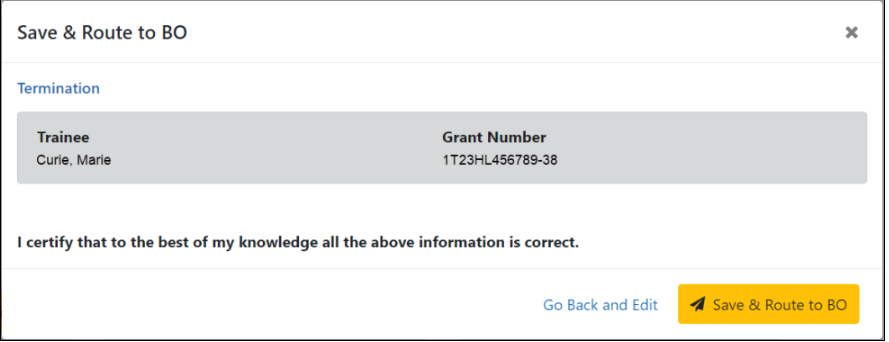 Save & Route to BO
Termination
Trainee Grant Number
Curie, Marie 1T23HL456789-38
I certify that to the best of my knowledge all the above information is correct.
Go Back and Edit Save & Route to BO